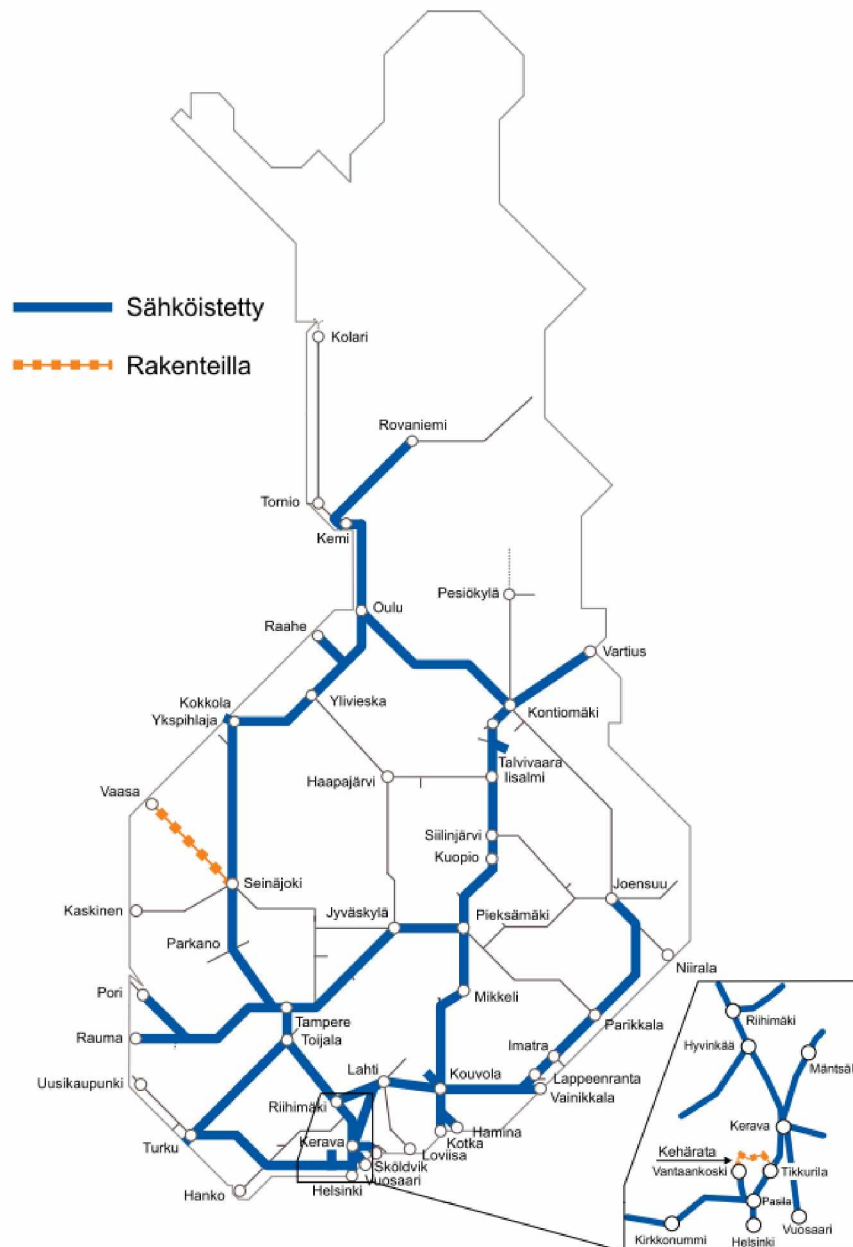 Sähköistetty
Rakenteilla
Kolari
Rovaniemi
Tornio
Kemi
Pesiökylä
Oulu
Raahe
Vartius
Kokkola
Ykspihlaja
Ylivieska
Kontiomäki
Talvivaara
Iisalmi
Haapajärvi
Vaasa
Siilinjärvi
Kuopio
Seinäjoki
Joensuu
Kaskinen
Jyväskylä
Pieksämäki
Parkano
Niirala
Pori
Mikkeli
Tampere
Parikkala
Rauma
Toijala
Imatra
Lahti
Kouvola
Uusikaupunki
Lappeenranta
Vainikkala
Riihimäki
Hamina
Turku
Kerava
Kotka
Loviisa
Sköldvik
Vuosaari
Hanko
Helsinki
Riihimäki
Hyvinkää
Mäntsäl
Kerava
Kehärata
Vantaankoski
Tikkurila
Pasila
Kirkkonummi
Helsinki
Vuosaari